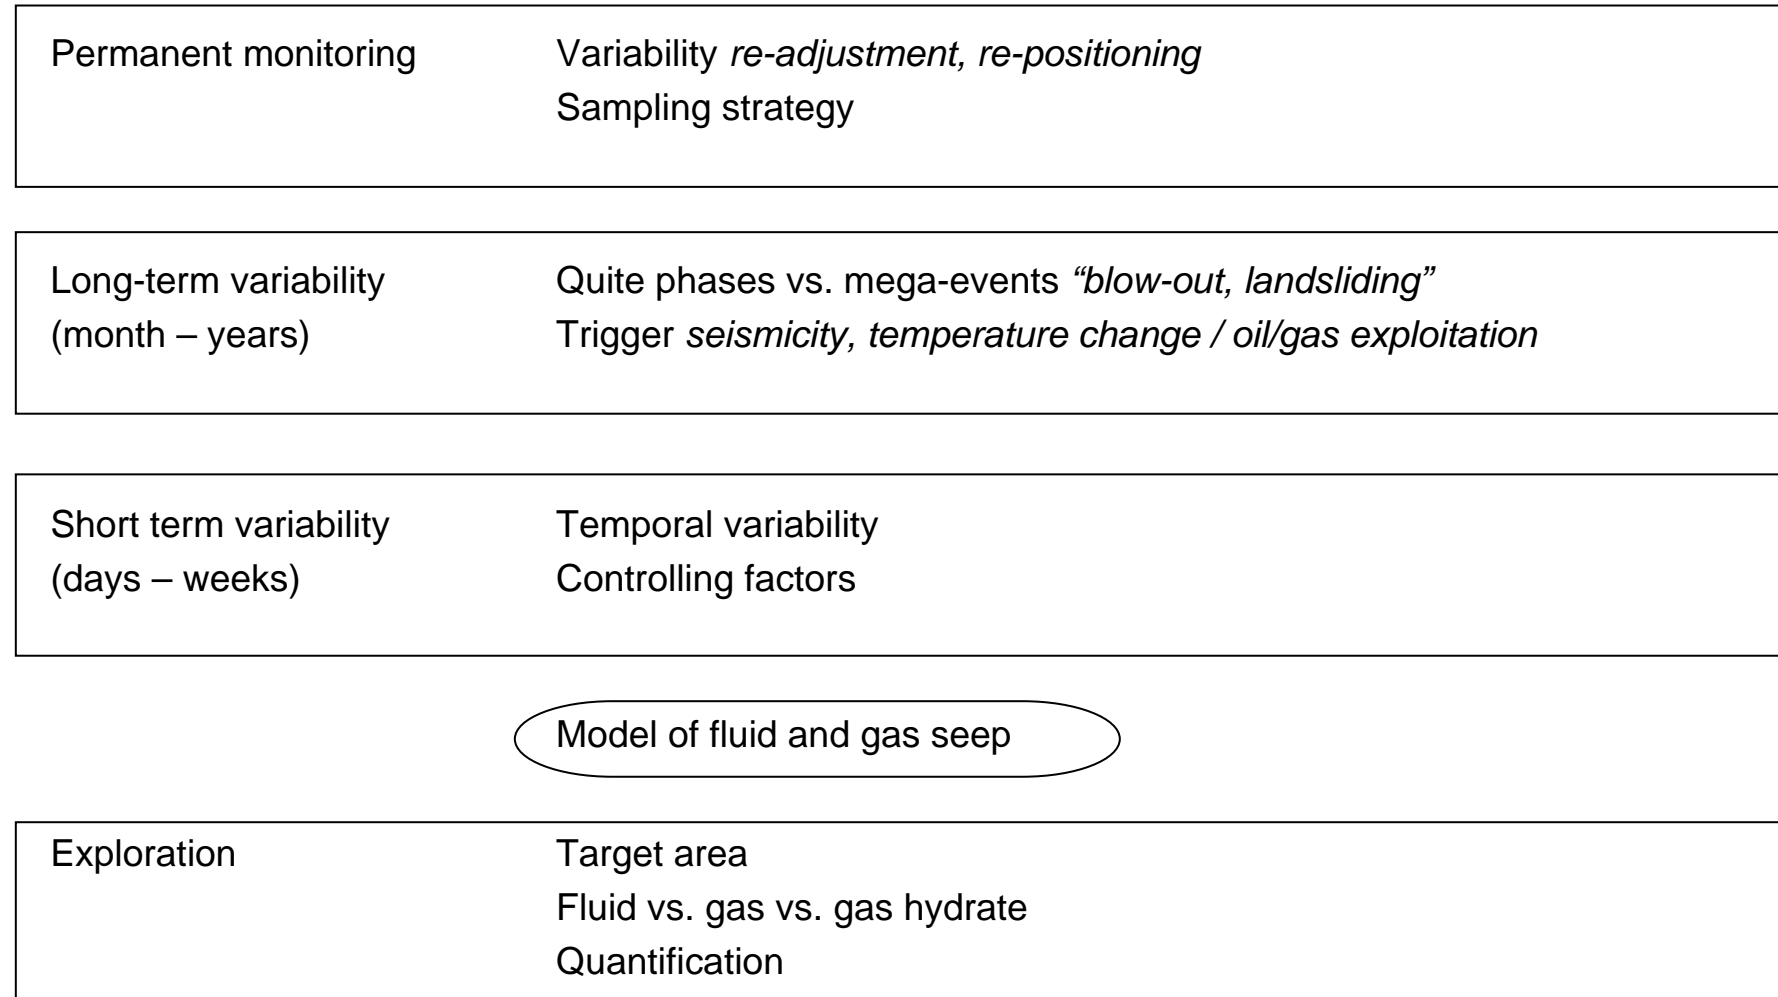 Permanent monitoring Variability re-adjustment, re-positioning
Sampling strategy
Long-term variability Quite phases vs. mega-events “blow-out, landsliding”
(month – years) Trigger seismicity, temperature change / oil/gas exploitation
Short term variability Temporal variability
(days – weeks) Controlling factors
Model of fluid and gas seep
Exploration Target area
Fluid vs. gas vs. gas hydrate
Quantification